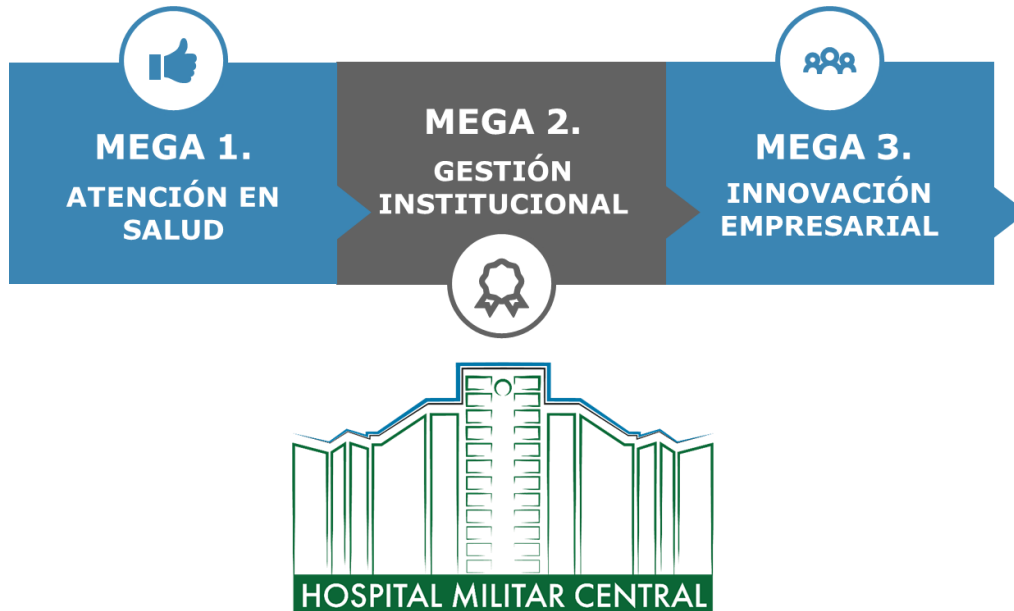 MEGA 1.
ATENCIÓN EN
SALUD
MEGA 2.
GESTIÓN
INSTITUCIONAL
MEGA 3.
INNOVACIÓN
EMPRESARIAL
HOSPITAL MILITAR CENTRAL